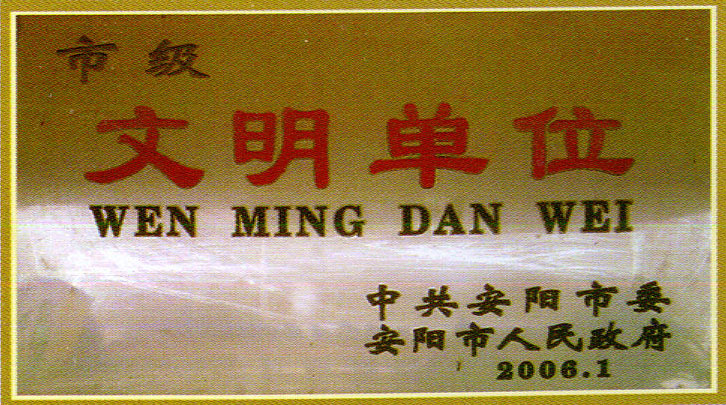 市级
文明单位
WEN MING DAN WEI
中共安阳市委
安阳市人民政府
2006.1